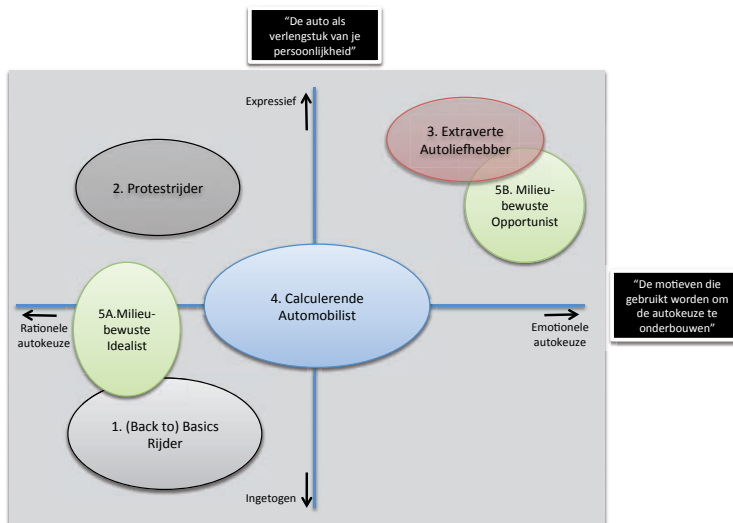 “De auto als
verlengstuk van je
persoonlijkheid”
Expressief
3. Extraverte
Autoliefhebber
2. Protestrijder
5B. Milieu-
bewuste
Opportunist
4. Calculerende
Automobilist
5A.Milieu-
bewuste
Idealist
Rationele
autokeuze
Emotionele
autokeuze
“De motieven die
gebruikt worden om
de autokeuze te
onderbouwen”
1. (Back to) Basics
Rijder
Ingetogen